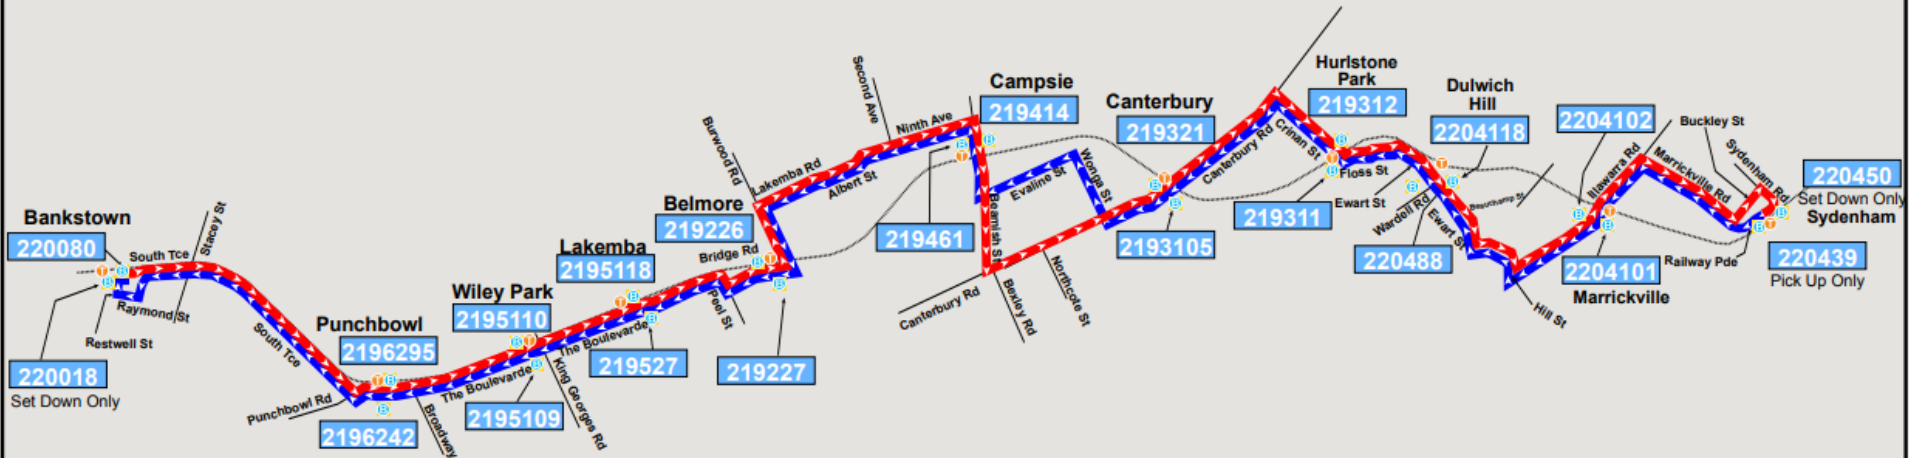 Bankstown
220080
South Tce
Stacey St
Raymond St
Restwell St
220018
Set Down Only
South Tce
Punchbowl
2196295
Punchbowl Rd
2196242
Broadway
The Boulevarde
Wiley Park
2195110
2195109
King Georges Rd
The Boulevarde
Lakemba
2195118
219527
Peel St
Bridge Rd
Belmore
219226
219227
Burwood Rd
Lakemba Rd
Albert St
Second Ave
Ninth Ave
Campsie
219414
219461
Beamish St
Evaline St
Wonga St
Canterbury Rd
Bexley Rd
Northcote St
Canterbury
219321
2193105
Canterbury Rd
Crinan St
Hurlstone
Park
219312
219311
Floss St
Ewart St
Wardell Rd
Ewart St
Dulwich
Hill
2204118
220488
Beauchamp St
Hill St
2204102
2204101
Marrickville
Illawarra Rd
Marrickville Rd
Buckley St
Sydenham Rd
Railway Pde
220450
Set Down Only
Sydenham
220439
Pick Up Only